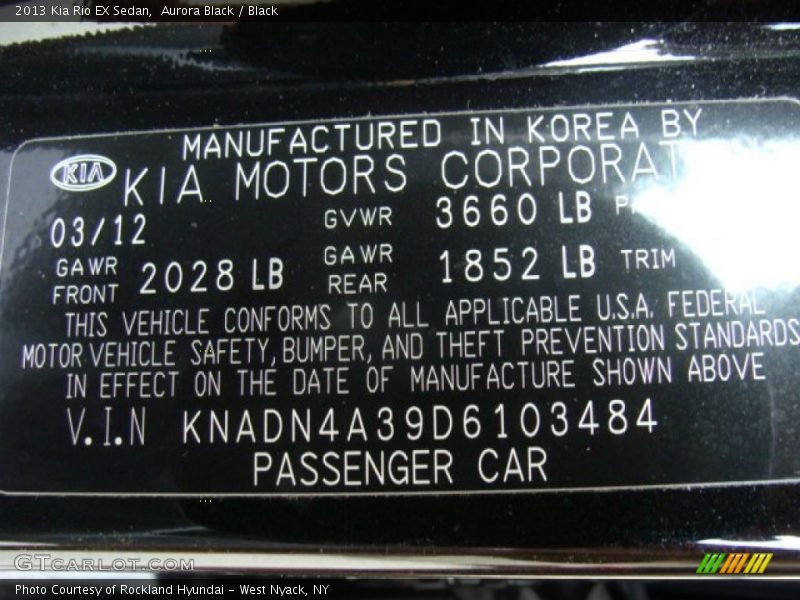 2013 Kia Rio EX Sedan, Aurora Black / Black
MANUFACTURED IN KOREA BY
KIA KIA MOTORS
03/12 GVWR 3660 LB
GAWR FRONT 2028 LB GAWR REAR 1852 LB TRIM
THIS VEHICLE CONFORMS TO ALL APPLICABLE U.S.A. FEDERAL
MOTOR VEHICLE SAFETY, BUMPER, AND THEFT PREVENTION STANDARDS
IN EFFECT ON THE DATE OF MANUFACTURE SHOWN ABOVE
V.I.N KNADN4A39D6103484
PASSENGER CAR
GTCARLOT.COM
Photo Courtesy of Rockland Hyundai - West Nyack, NY